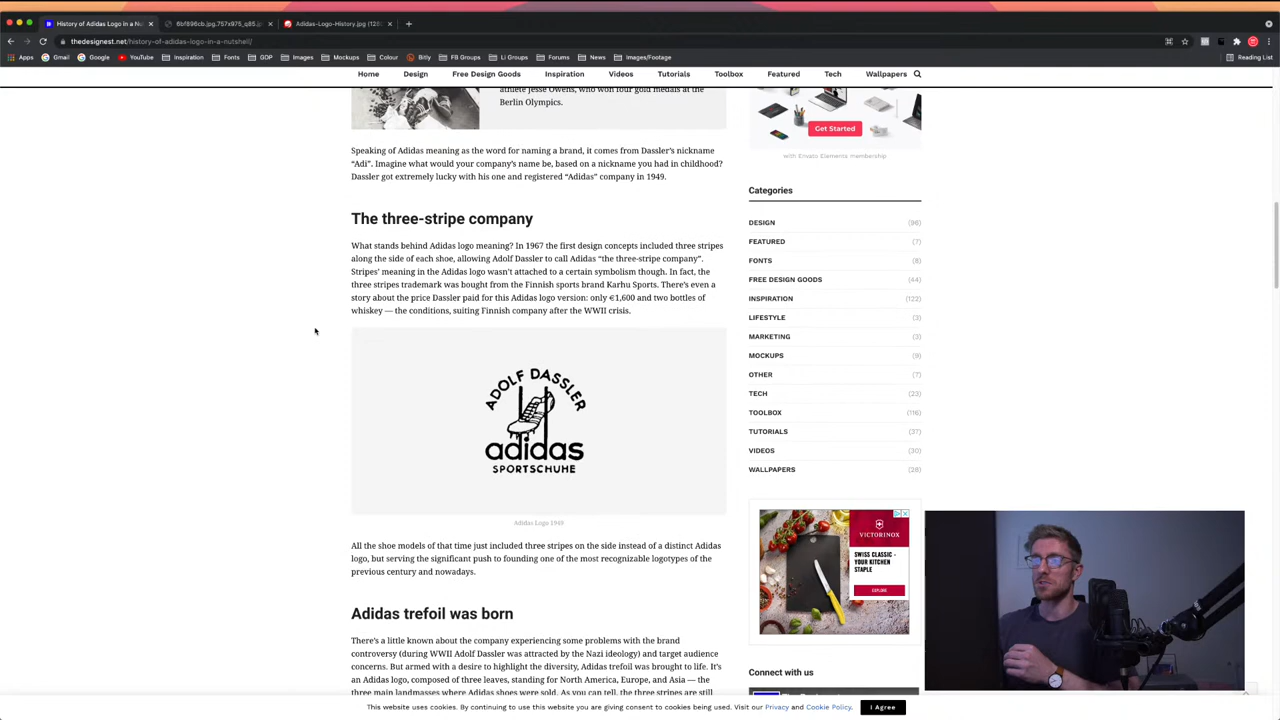 History of Adidas Logo in a Nu
6bf896cb.jpg.757x975_q85.jp
Adidas-Logo-History.jpg (128
thedesignest.net/history-of-adidas-logo-in-a-nutshell/
Apps Gmail Google YouTube Inspiration Fonts GDP Images Mockups Colour Bitly FB Groups Li Groups Forums News Images/Footage Reading List
Home Design Free Design Goods Inspiration Videos Tutorials Toolbox Featured Tech Wallpapers
athlete Jesse Owens, who won four gold medals at the
Berlin Olympics.
Speaking of Adidas meaning as the word for naming a brand, it comes from Dassler's nickname
“Adi”. Imagine what would your company's name be, based on a nickname you had in childhood?
Dassler got extremely lucky with his one and registered “Adidas” company in 1949.
The three-stripe company
What stands behind Adidas logo meaning? In 1967 the first design concepts included three stripes
along the side of each shoe, allowing Adolf Dassler to call Adidas “the three-stripe company”.
Stripes' meaning in the Adidas logo wasn't attached to a certain symbolism though. In fact, the
three stripes trademark was bought from the Finnish sports brand Karhu Sports. There's even a
story about the price Dassler paid for this Adidas logo version: only €1,600 and two bottles of
whiskey — the conditions, suiting Finnish company after the WWII crisis.
ADOLF DASSLER
adidas
SPORTSCHUHE
Adidas Logo 1949
All the shoe models of that time just included three stripes on the side instead of a distinct Adidas
logo, but serving the significant push to founding one of the most recognizable logotypes of the
previous century and nowadays.
Adidas trefoil was born
There's a little known about the company experiencing some problems with the brand
controversy (during WWII Adolf Dassler was attracted by the Nazi ideology) and target audience
concerns. But armed with a desire to highlight the diversity, Adidas trefoil was brought to life. It's
an Adidas logo, composed of three leaves, standing for North America, Europe, and Asia — the
three main landmasses where Adidas shoes were sold. As you can tell, the three stripes are still
Get Started
with Envato Elements membership
Categories
DESIGN (96)
FEATURED (7)
FONTS (8)
FREE DESIGN GOODS (44)
INSPIRATION (122)
LIFESTYLE (3)
MARKETING (3)
MOCKUPS (9)
OTHER (7)
TECH (23)
TOOLBOX (116)
TUTORIALS (37)
VIDEOS (30)
WALLPAPERS (28)
VICTORINOX
SWISS CLASSIC –
YOUR KITCHEN
STAPLE
EXPLORE
Connect with us
This website uses cookies. By continuing to use this website you are giving consent to cookies being used. Visit our Privacy and Cookie Policy. I Agree